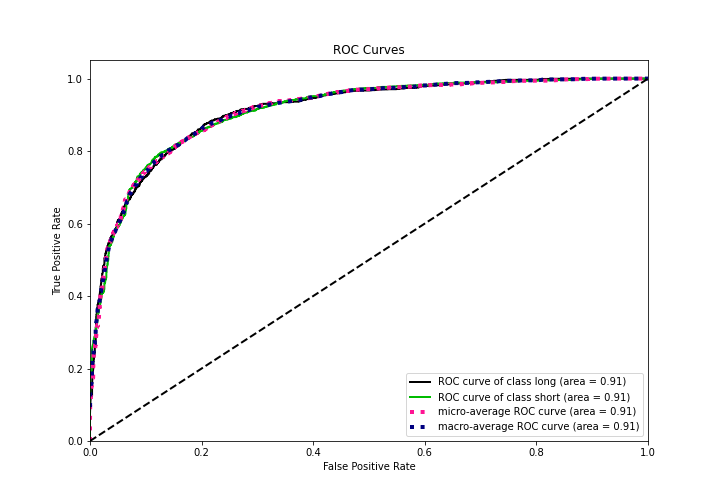 ROC Curves
True Positive Rate
1.0
0.8
0.6
0.4
0.2
0.0
0.0 0.2 0.4 0.6 0.8 1.0
False Positive Rate
ROC curve of class long (area = 0.91)
ROC curve of class short (area = 0.91)
micro-average ROC curve (area = 0.91)
macro-average ROC curve (area = 0.91)